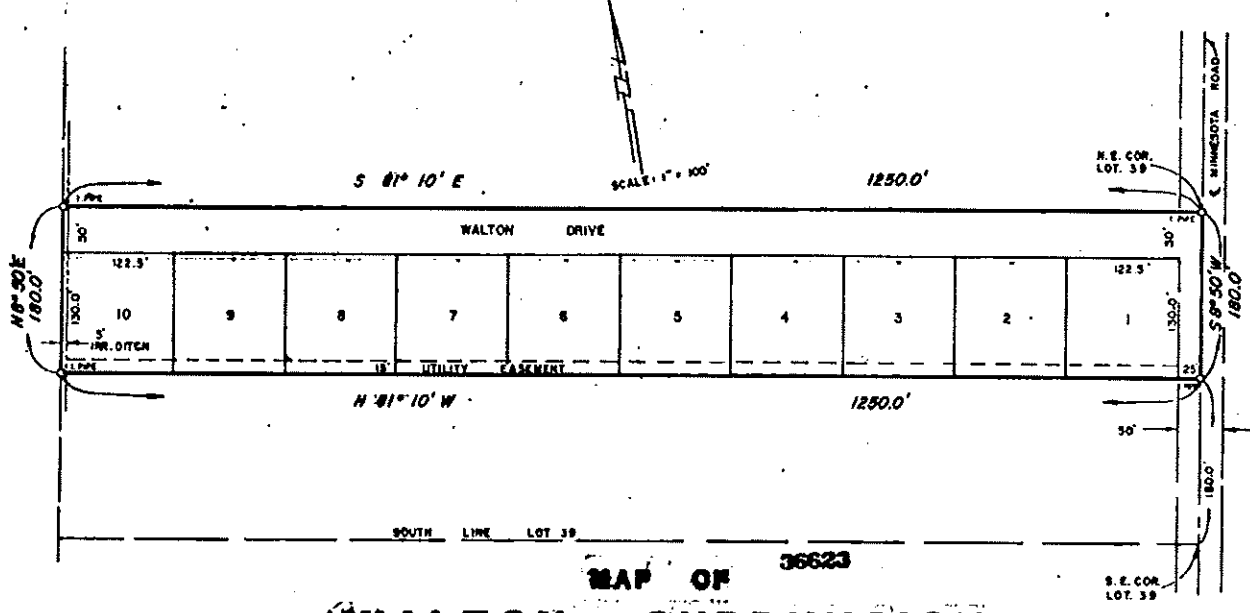 ℄ MINNESOTA ROAD
N.E. COR.
LOT. 39
SCALE: 1" = 100'
S 81° 10' E
1250.0'
I. PIPE
I. PIPE
50'
WALTON DRIVE
50'
N 8° 50' E
180.0'
S 8° 50' W
180.0'
122.5'
122.5'
130.0'
10
9
8
7
6
5
4
3
2
1
130.0'
5'
IRR. DITCH
I. PIPE
15' UTILITY EASEMENT
25'
N 81° 10' W
1250.0'
50'
180.0'
SOUTH LINE LOT 39
36623
MAP OF
S.E. COR.
LOT. 39